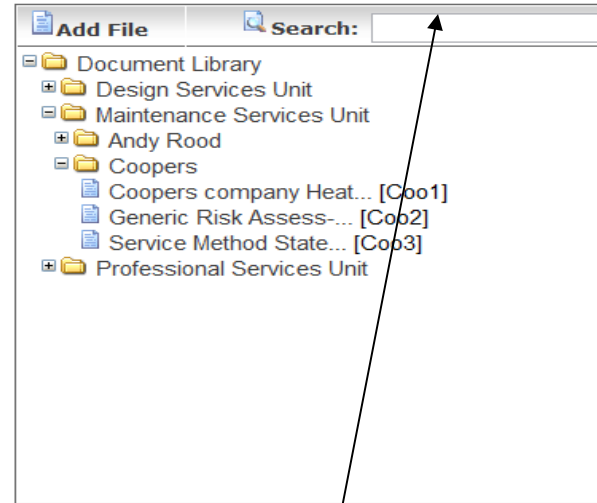 Add File Search:
Document Library
Design Services Unit
Maintenance Services Unit
Andy Rood
Coopers
Coopers company Heat... [Coo1]
Generic Risk Assess-... [Coo2]
Service Method State... [Coo3]
Professional Services Unit